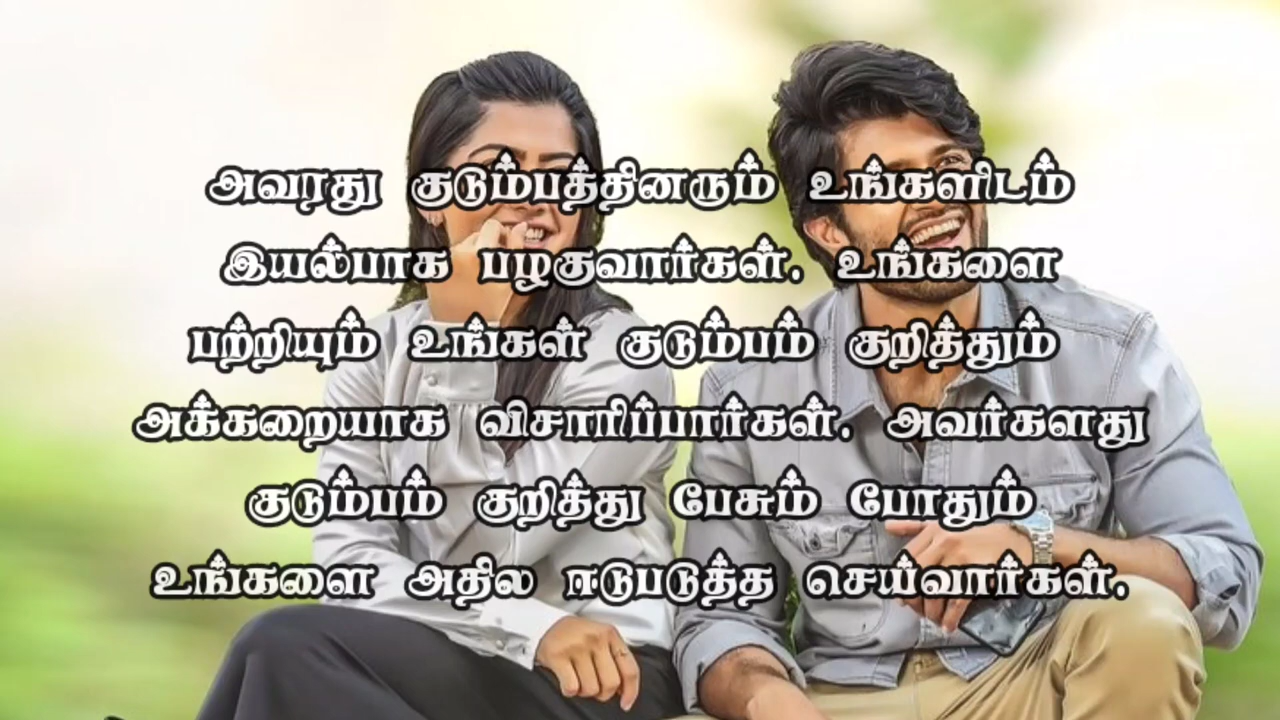 அவரது குடும்பத்தினரும் உங்களிடம்
இயல்பாக பழகுவார்கள். உங்களை
பற்றியும் உங்கள் குடும்பம் குறித்தும்
அக்கறையாக விசாரிப்பார்கள். அவர்களது
குடும்பம் குறித்து பேசும் போதும்
உங்களை அதில ஈடுபடுத்த செய்வார்கள்.